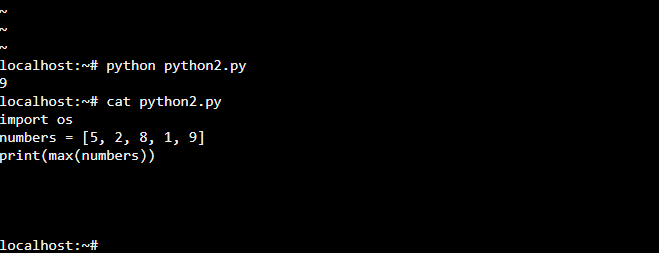 ~
~
~
localhost:~# python python2.py
9
localhost:~# cat python2.py
import os
numbers = [5, 2, 8, 1, 9]
print(max(numbers))
localhost:~#